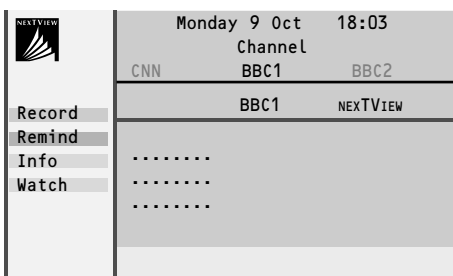 NEXTVIEW
Monday 9 Oct 18:03
Channel
CNN BBC1 BBC2
BBC1 NEXTVIEW
Record
Remind
Info
Watch
........
........
........